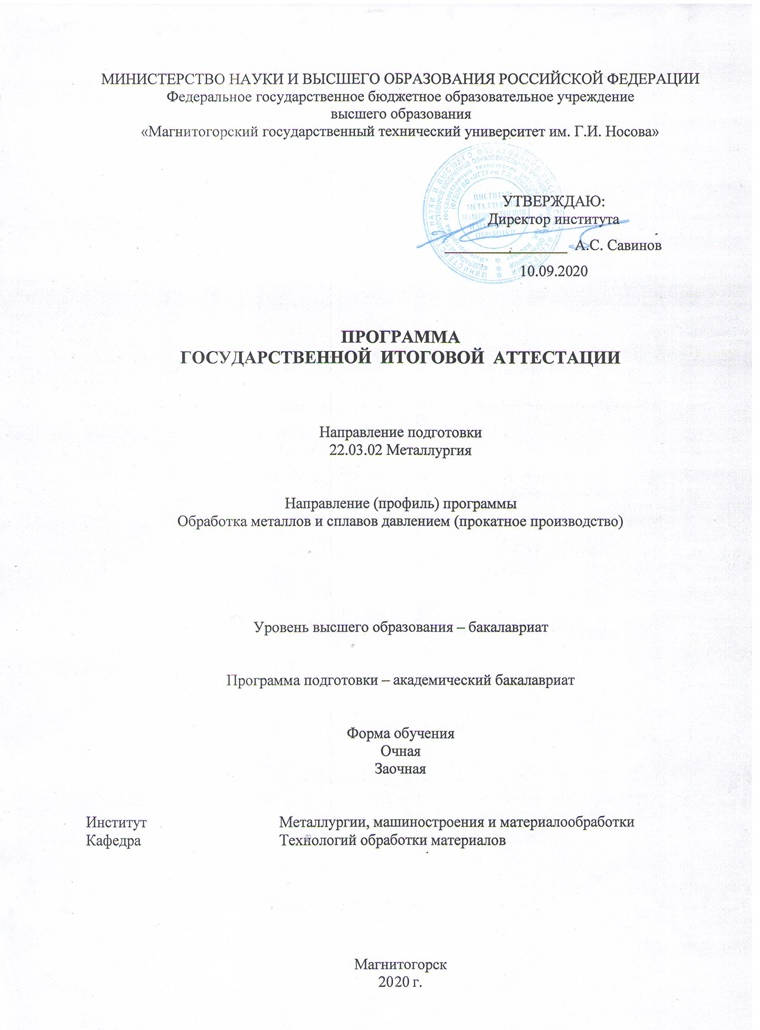 МИНИСТЕРСТВО НАУКИ И ВЫСШЕГО ОБРАЗОВАНИЯ РОССИЙСКОЙ ФЕДЕРАЦИИ
Федеральное государственное бюджетное образовательное учреждение
высшего образования
«Магнитогорский государственный технический университет им. Г.И. Носова»
УТВЕРЖДАЮ:
Директор института
А.С. Савинов
10.09.2020
ПРОГРАММА
ГОСУДАРСТВЕННОЙ ИТОГОВОЙ АТТЕСТАЦИИ
Направление подготовки
22.03.02 Металлургия
Направление (профиль) программы
Обработка металлов и сплавов давлением (прокатное производство)
Уровень высшего образования – бакалавриат
Программа подготовки – академический бакалавриат
Форма обучения
Очная
Заочная
Институт Металлургии, машиностроения и материалообработки
Кафедра Технологий обработки материалов
Магнитогорск
2020 г.